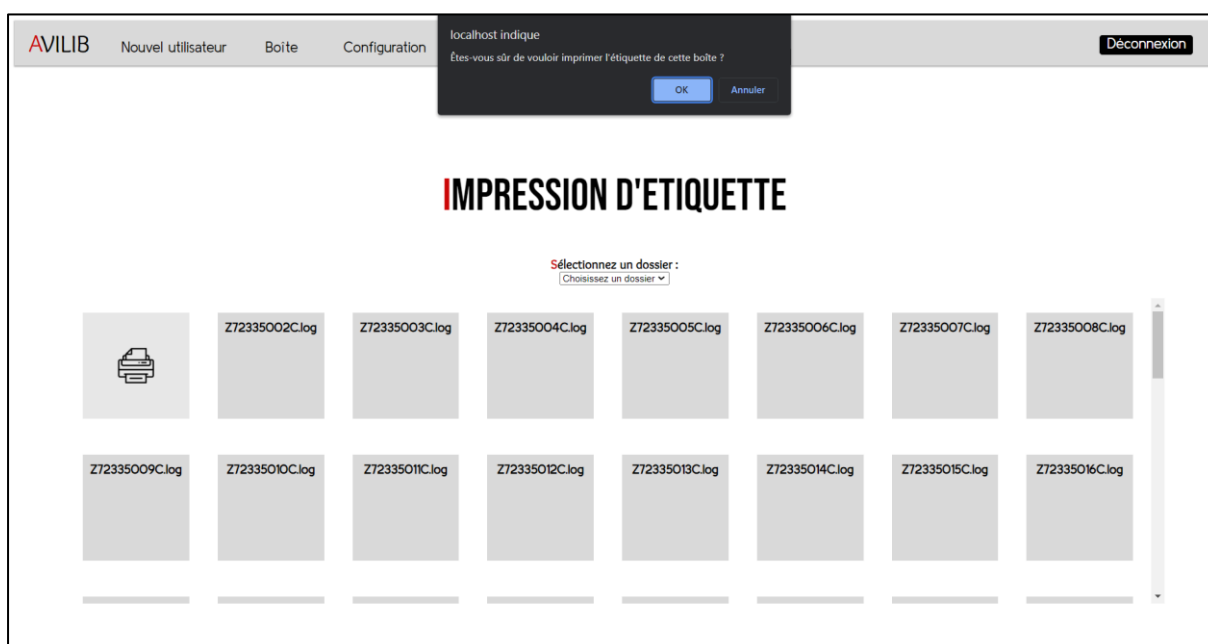 AVILIB
Nouvel utilisateur
Boîte
Configuration
localhost indique
Êtes-vous sûr de vouloir imprimer l'étiquette de cette boîte ?
OK
Annuler
Déconnexion
IMPRESSION D'ETIQUETTE
Sélectionnez un dossier :
Choisissez un dossier
Z72335002C.log
Z72335003C.log
Z72335004C.log
Z72335005C.log
Z72335006C.log
Z72335007C.log
Z72335008C.log
Z72335009C.log
Z72335010C.log
Z72335011C.log
Z72335012C.log
Z72335013C.log
Z72335014C.log
Z72335015C.log
Z72335016C.log